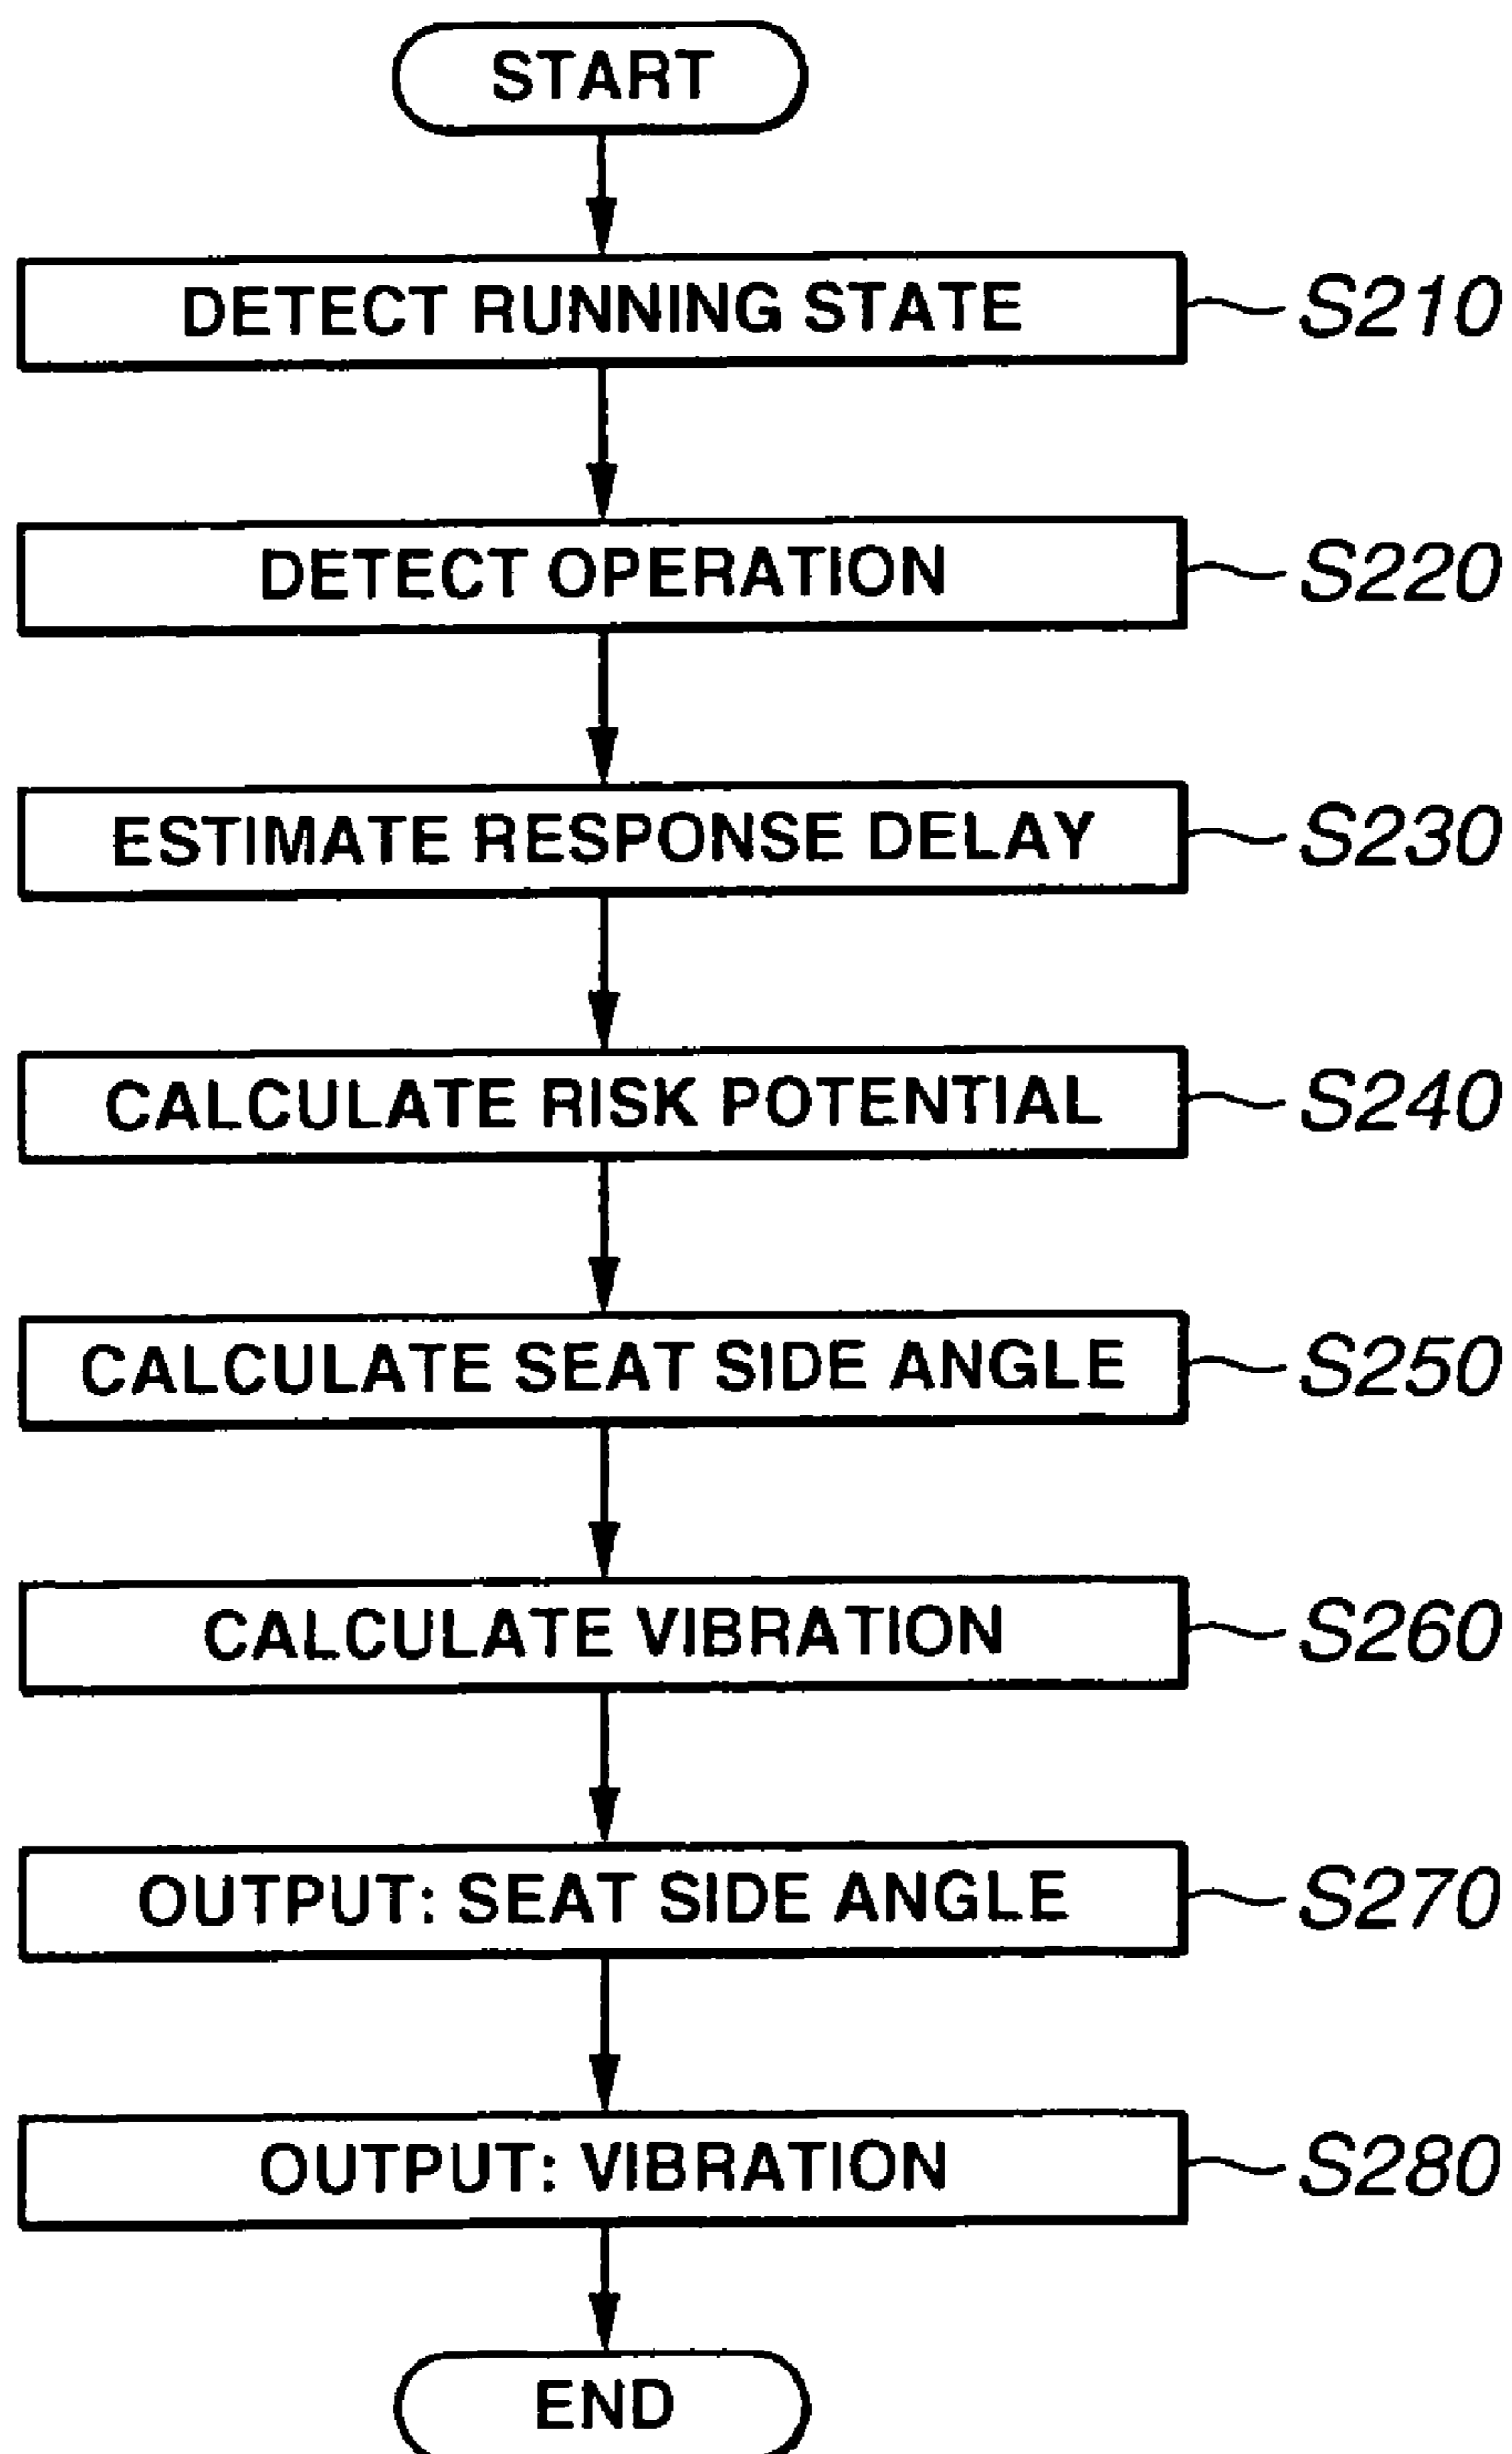 START
DETECT RUNNING STATE
S210
DETECT OPERATION
S220
ESTIMATE RESPONSE DELAY
S230
CALCULATE RISK POTENTIAL
S240
CALCULATE SEAT SIDE ANGLE
S250
CALCULATE VIBRATION
S260
OUTPUT: SEAT SIDE ANGLE
S270
OUTPUT: VIBRATION
S280
END